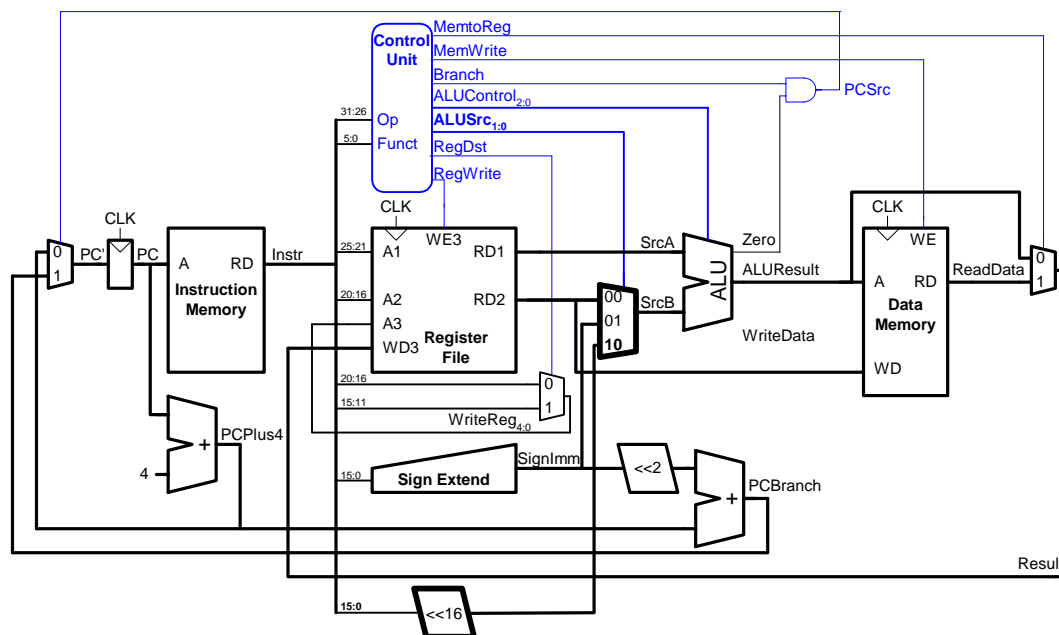 MemtoReg
Control
Unit
MemWrite
Branch
PCSrc
ALUControl2:0
31:26
Op
ALUSrc1:0
5:0
Funct
RegDst
RegWrite
CLK
CLK
CLK
0
1
PC'
PC
A
RD
Instruction
Memory
Instr
25:21
A1
WE3
RD1
SrcA
20:16
A2
RD2
A3
WD3
Register
File
00
01
10
SrcB
ALU
Zero
ALUResult
WriteData
WE
A
RD
Data
Memory
WD
ReadData
0
1
20:16
0
15:11
1
WriteReg4:0
PCPlus4
+
4
15:0
Sign Extend
SignImm
<<2
+
PCBranch
Resul
15:0
<<16